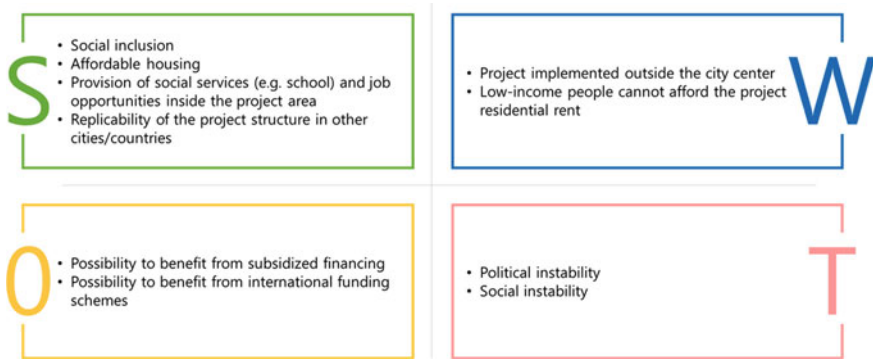 S
• Social inclusion
• Affordable housing
• Provision of social services (e.g. school) and job
opportunities inside the project area
• Replicability of the project structure in other
cities/countries
W
• Project implemented outside the city center
• Low-income people cannot afford the project
residential rent
O
• Possibility to benefit from subsidized financing
• Possibility to benefit from international funding
schemes
T
• Political instability
• Social instability